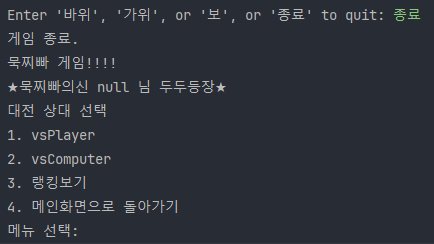 Enter '바위', '가위', or '보', or '종료' to quit: 종료
게임 종료.
묵찌빠 게임!!!!
★묵찌빠의신 null 님 두두등장★
대전 상대 선택
1. vsPlayer
2. vsComputer
3. 랭킹보기
4. 메인화면으로 돌아가기
메뉴 선택: